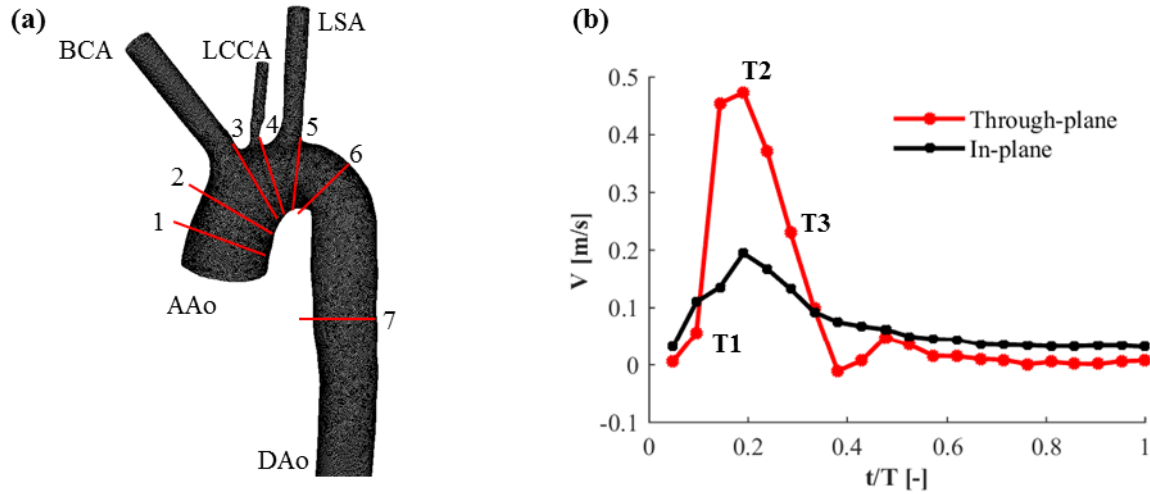 (a)
LSA
BCA
LCCA
3
4
5
6
2
1
AAo
7
DAo
(b)
0.5
0.4
0.3
0.2
0.1
0
-0.1
V [m/s]
T2
Through-plane
In-plane
T3
T1
0
0.2
0.4
0.6
0.8
1
t/T [-]